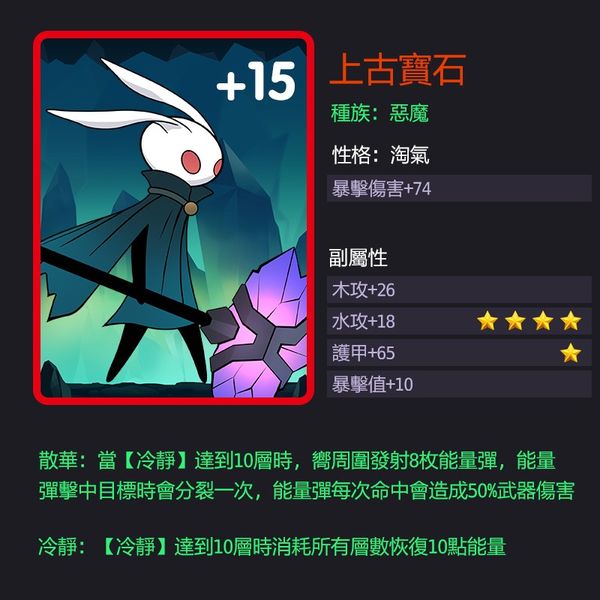 +15
上古寶石
種族: 惡魔
性格: 淘氣
暴擊傷害+74
副屬性
木攻+26
水攻+18
護甲+65
暴擊值+10
散華: 當【冷靜】達到10層時, 嚮周圍發射8枚能量彈, 能量
彈擊中目標時會分裂一次, 能量彈每次命中會造成50%武器傷害
冷靜: 【冷靜】達到10層時消耗所有層數恢復10點能量